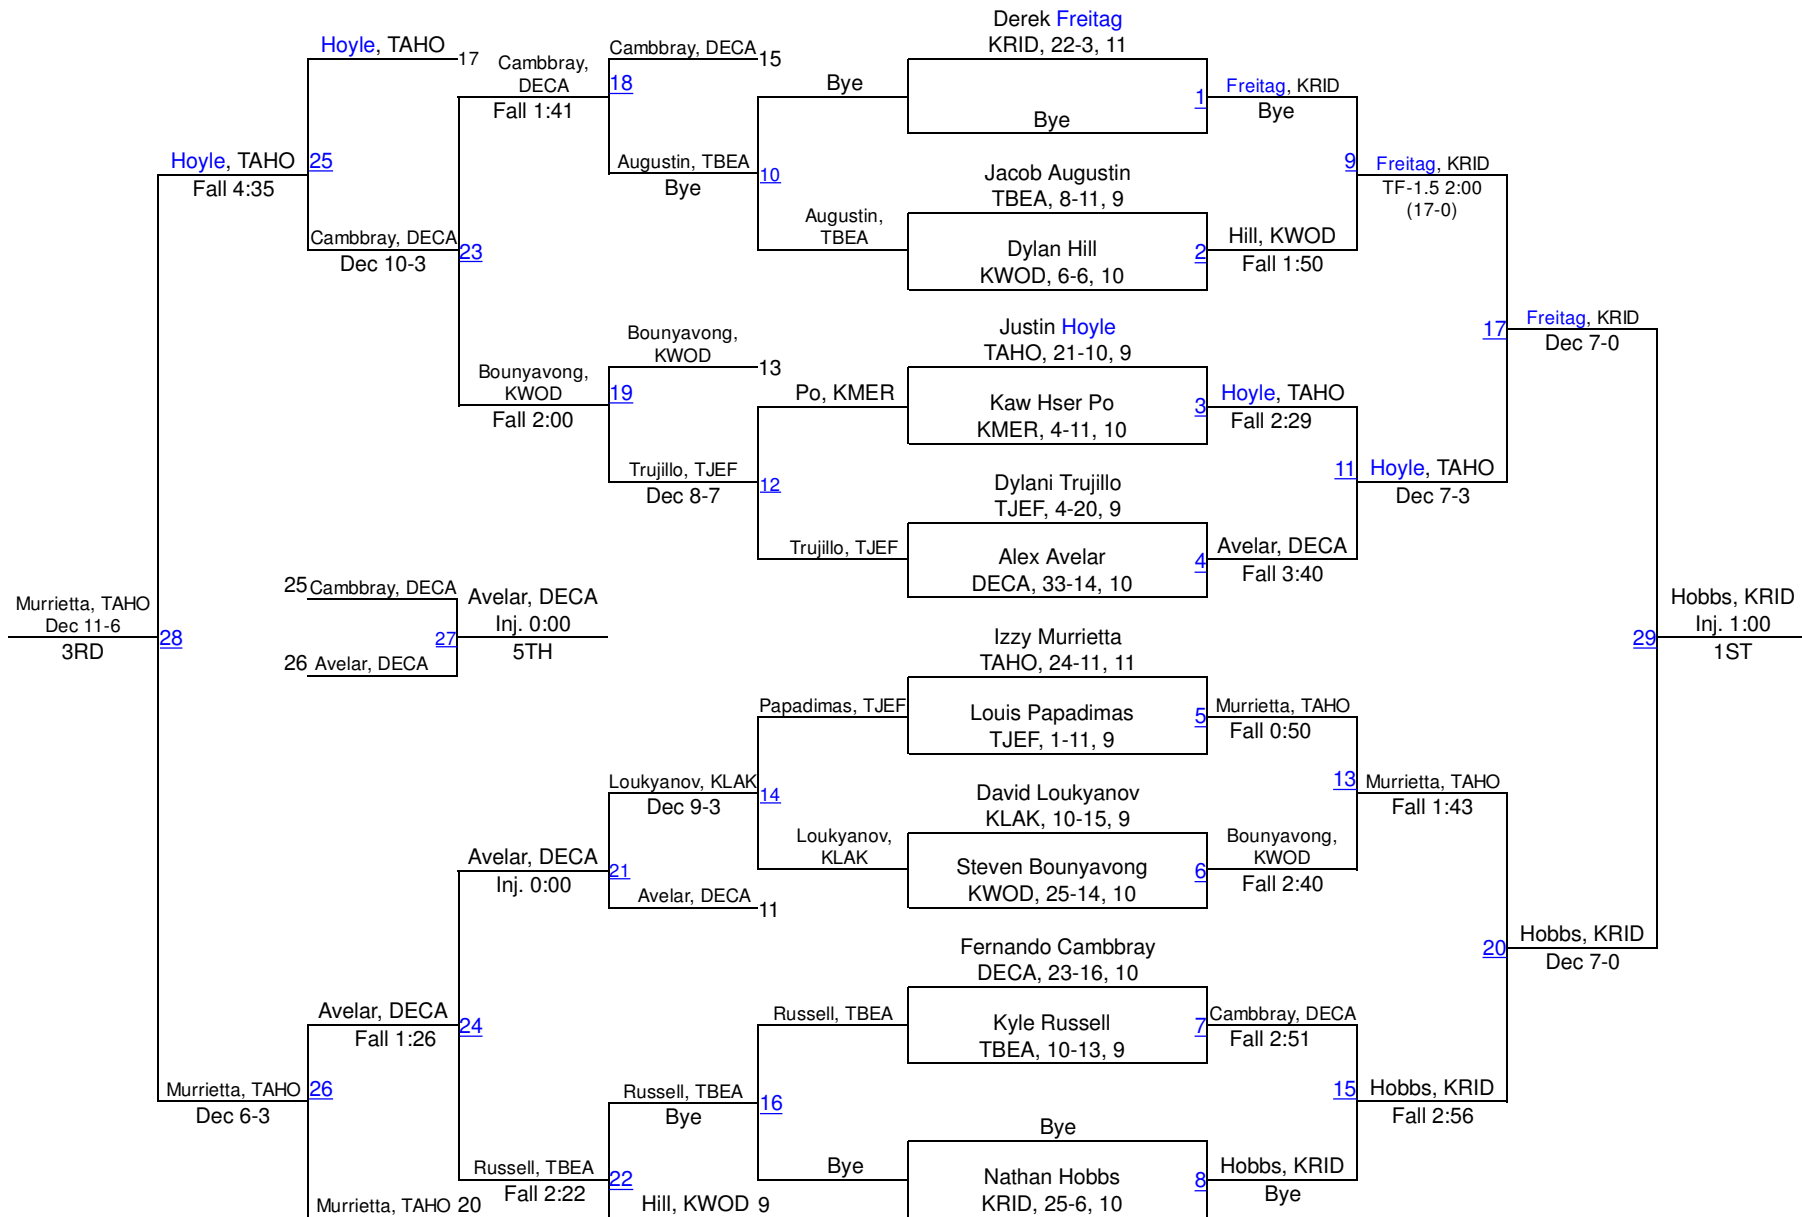 Derek Freitag
KRID, 22-3, 11
Hoyle, TAHO
17
Cambbray,
DECA
Fall 1:41
Cambbray, DECA
15
18
Bye
1
Freitag, KRID
Bye
Bye
Hoyle, TAHO
Fall 4:35
25
Augustin, TBEA
Bye
10
Jacob Augustin
TBEA, 8-11, 9
9
Freitag, KRID
TF-1.5 2:00
(17-0)
Augustin,
TBEA
Dylan Hill
KWOD, 6-6, 10
2
Hill, KWOD
Fall 1:50
Cambbray, DECA
Dec 10-3
23
Justin Hoyle
TAHO, 21-10, 9
17
Freitag, KRID
Dec 7-0
Bounyavong,
KWOD
13
Bounyavong,
KWOD
Fall 2:00
19
Po, KMER
Kaw Hser Po
KMER, 4-11, 10
3
Hoyle, TAHO
Fall 2:29
Trujillo, TJEF
Dec 8-7
12
Dylani Trujillo
TJEF, 4-20, 9
11
Hoyle, TAHO
Dec 7-3
Trujillo, TJEF
Alex Avelar
DECA, 33-14, 10
4
Avelar, DECA
Fall 3:40
Murrietta, TAHO
Dec 11-6
3RD
28
25
Cambbray, DECA
26
Avelar, DECA
27
Avelar, DECA
Inj. 0:00
5TH
Izzy Murrietta
TAHO, 24-11, 11
29
Hobbs, KRID
Inj. 1:00
1ST
Papadimas, TJEF
Louis Papadimas
TJEF, 1-11, 9
5
Murrietta, TAHO
Fall 0:50
Loukyanov, KLAK
Dec 9-3
14
David Loukyanov
KLAK, 10-15, 9
13
Murrietta, TAHO
Fall 1:43
Avelar, DECA
Inj. 0:00
21
Loukyanov,
KLAK
Steven Bounyavong
KWOD, 25-14, 10
6
Bounyavong,
KWOD
Fall 2:40
Avelar, DECA
11
Fernando Cambbray
DECA, 23-16, 10
20
Hobbs, KRID
Dec 7-0
Avelar, DECA
Fall 1:26
24
Russell, TBEA
Kyle Russell
TBEA, 10-13, 9
7
Cambbray, DECA
Fall 2:51
Murrietta, TAHO
Dec 6-3
26
Russell, TBEA
Bye
16
15
Hobbs, KRID
Fall 2:56
Bye
Russell, TBEA
Fall 2:22
22
Bye
Nathan Hobbs
KRID, 25-6, 10
8
Hobbs, KRID
Bye
Murrietta, TAHO 20
Hill, KWOD 9